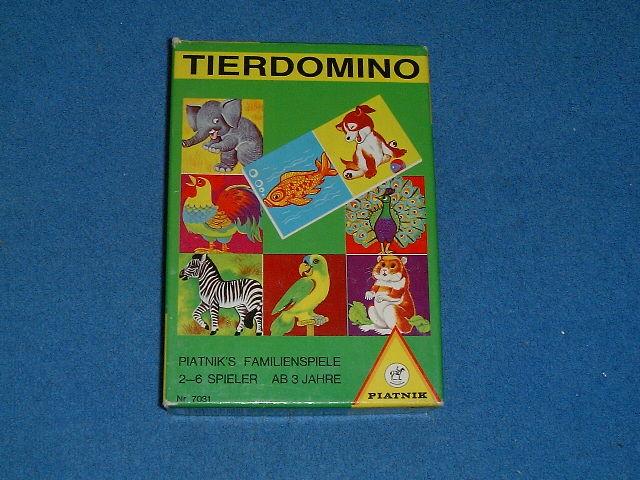 TIERDOMINO
PIATNIK'S FAMILIENSPIELE
2–6 SPIELER AB 3 JAHRE
Nr. 7031
PIATNIK